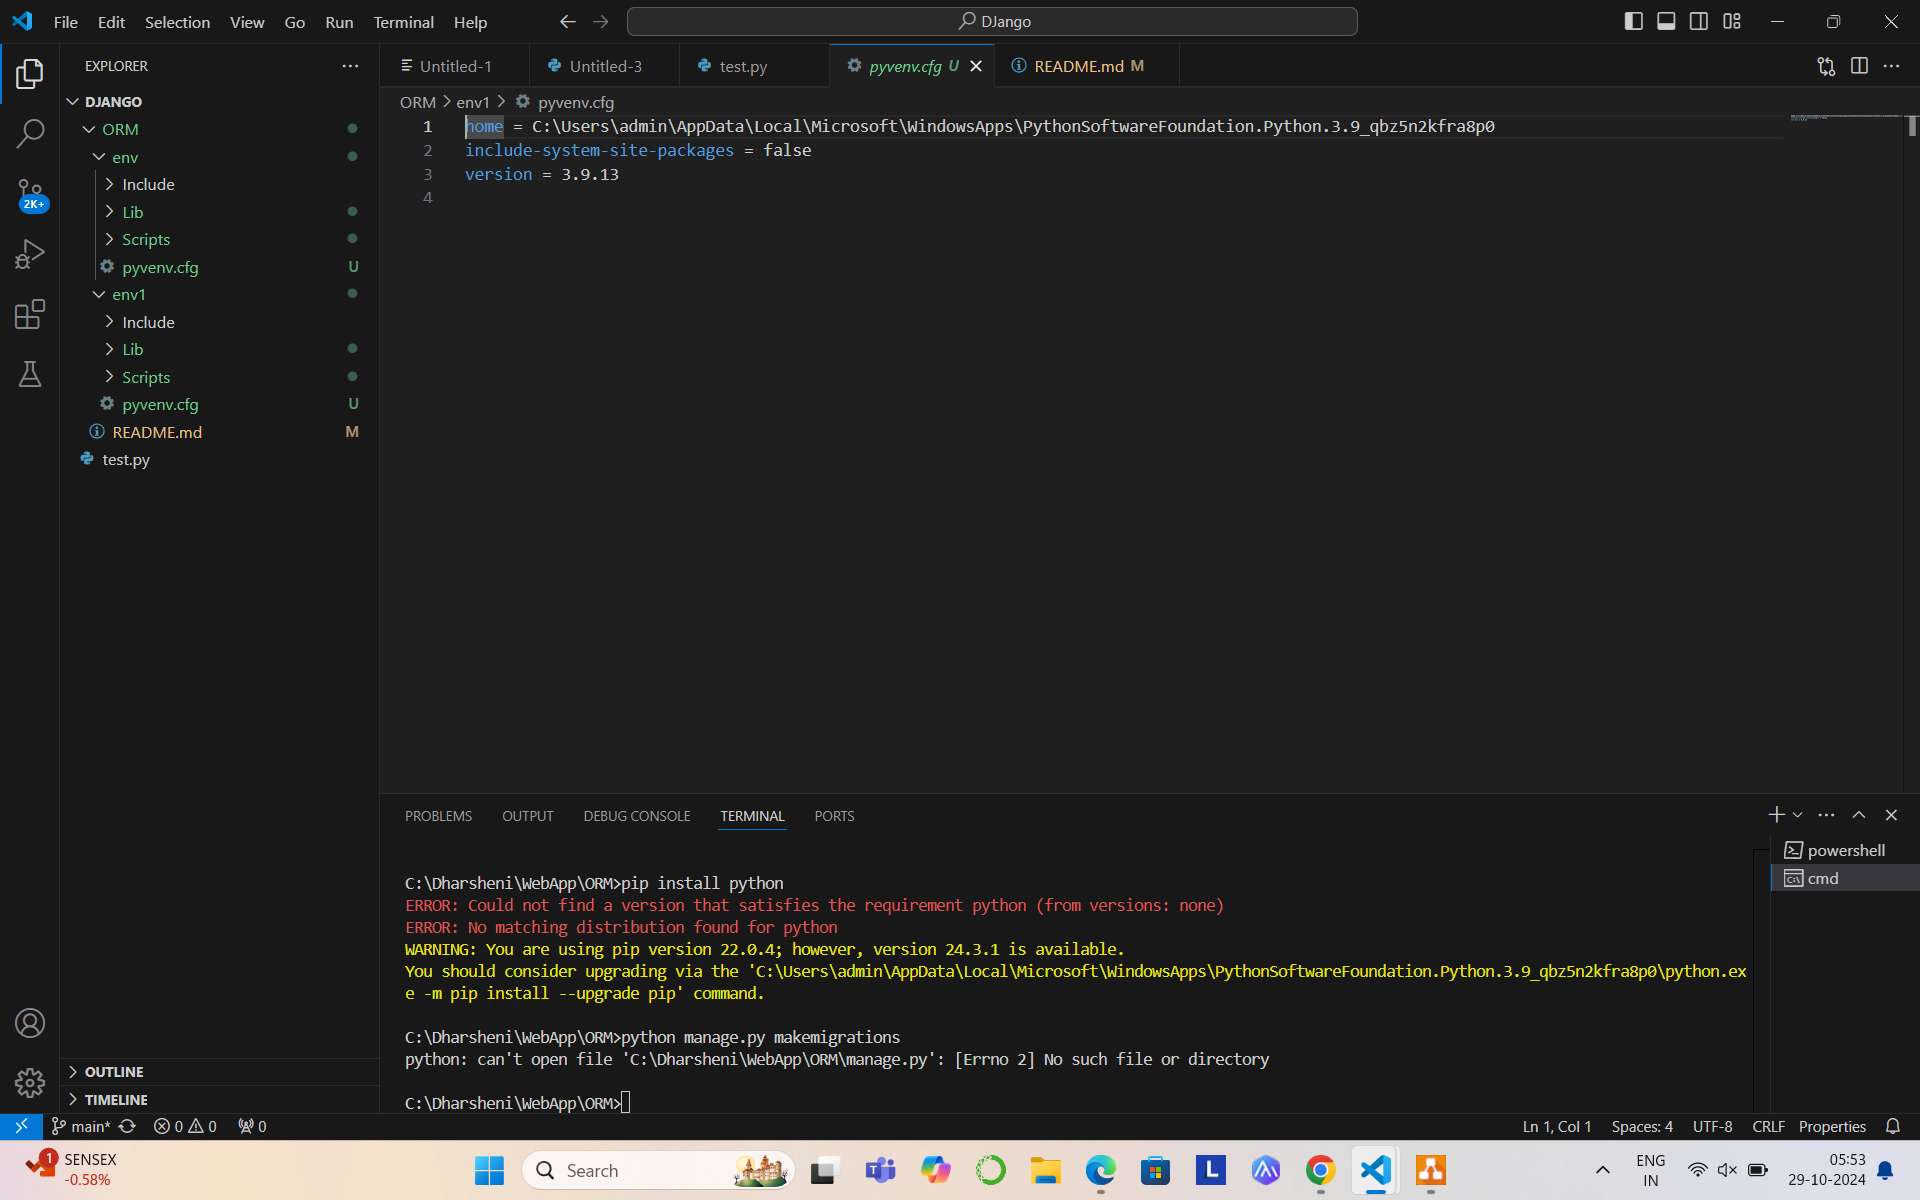 File Edit Selection View Go Run Terminal Help
DJango
EXPLORER
DJANGO
ORM
env
Include
Lib
Scripts
pyvenv.cfg U
env1
Include
Lib
Scripts
pyvenv.cfg U
README.md M
test.py
OUTLINE
TIMELINE
2K+
Untitled-1 Untitled-3 test.py pyvenv.cfg U README.md M
ORM > env1 > pyvenv.cfg
1 home = C:\Users\admin\AppData\Local\Microsoft\WindowsApps\PythonSoftwareFoundation.Python.3.9_qbz5n2kfra8p0
2 include-system-site-packages = false
3 version = 3.9.13
4
PROBLEMS OUTPUT DEBUG CONSOLE TERMINAL PORTS
powershell
cmd
C:\Dharsheni\WebApp\ORM>pip install python
ERROR: Could not find a version that satisfies the requirement python (from versions: none)
ERROR: No matching distribution found for python
WARNING: You are using pip version 22.0.4; however, version 24.3.1 is available.
You should consider upgrading via the 'C:\Users\admin\AppData\Local\Microsoft\WindowsApps\PythonSoftwareFoundation.Python.3.9_qbz5n2kfra8p0\python.ex
e -m pip install --upgrade pip' command.
C:\Dharsheni\WebApp\ORM>python manage.py makemigrations
python: can't open file 'C:\Dharsheni\WebApp\ORM\manage.py': [Errno 2] No such file or directory
C:\Dharsheni\WebApp\ORM>
main* 0 0 0
Ln 1, Col 1 Spaces: 4 UTF-8 CRLF Properties
1 SENSEX
-0.58%
Search
L
ENG
IN
05:53
29-10-2024